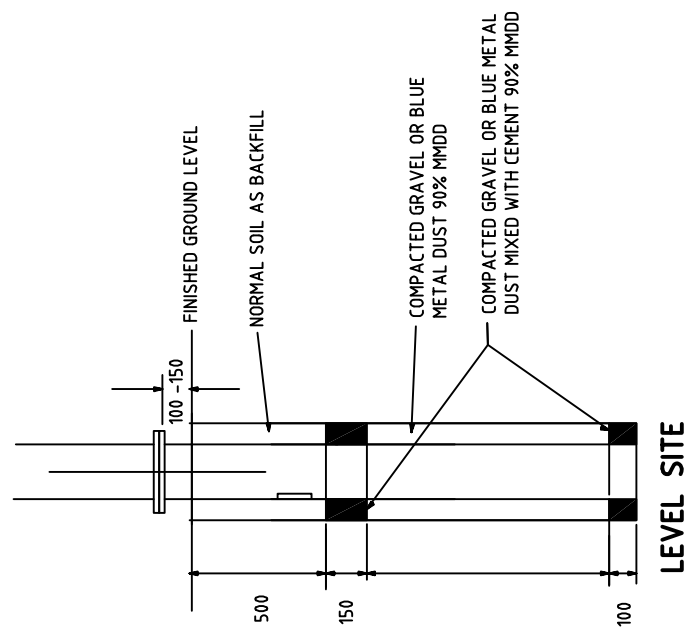 FINISHED GROUND LEVEL
NORMAL SOIL AS BACKFILL
COMPACTED GRAVEL OR BLUE
METAL DUST 90% MMDD
COMPACTED GRAVEL OR BLUE METAL
DUST MIXED WITH CEMENT 90% MMDD
100 -150
500
150
100
LEVEL SITE